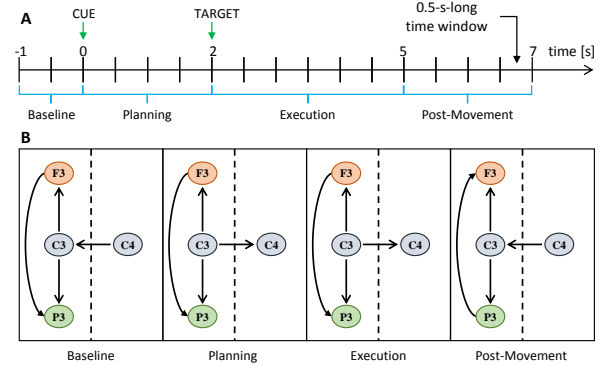 A
CUE
TARGET
0.5-s-long
time window
-1 0 2 5 7 time [s]
Baseline Planning Execution Post-Movement
B
F3 F3 F3 F3
C3 C4 C3 C4 C3 C4 C3 C4
P3 P3 P3 P3
Baseline Planning Execution Post-Movement